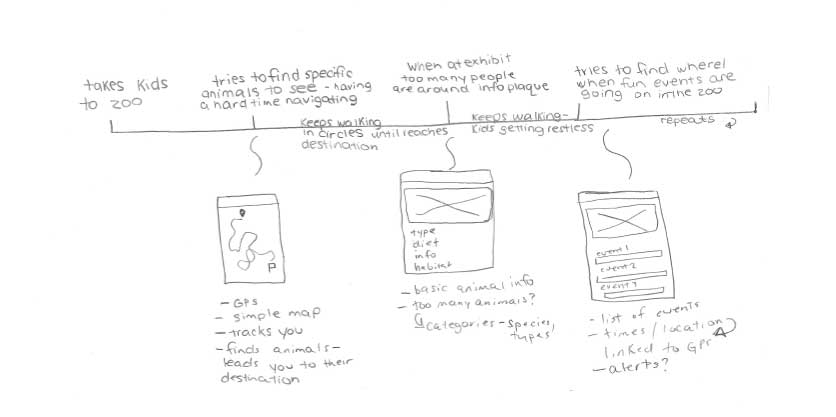 takes kids
to zoo
tries to find specific
animals to see - having
a hard time navigating
when at exhibit
too many people
are around info plaque
tries to find where/
when fun events are
going on in the zoo
keeps walking
in circles until reaches
destination
keeps walking-
kids getting restless
repeats
P
type
diet
info
habitat
event 1
event 2
event 3
- GPS
- simple map
- tracks you
- finds animals-
leads you to their
destination
- basic animal info
- too many animals?
categories - species,
types
- list of events
- times/location
linked to GPS
- alerts?